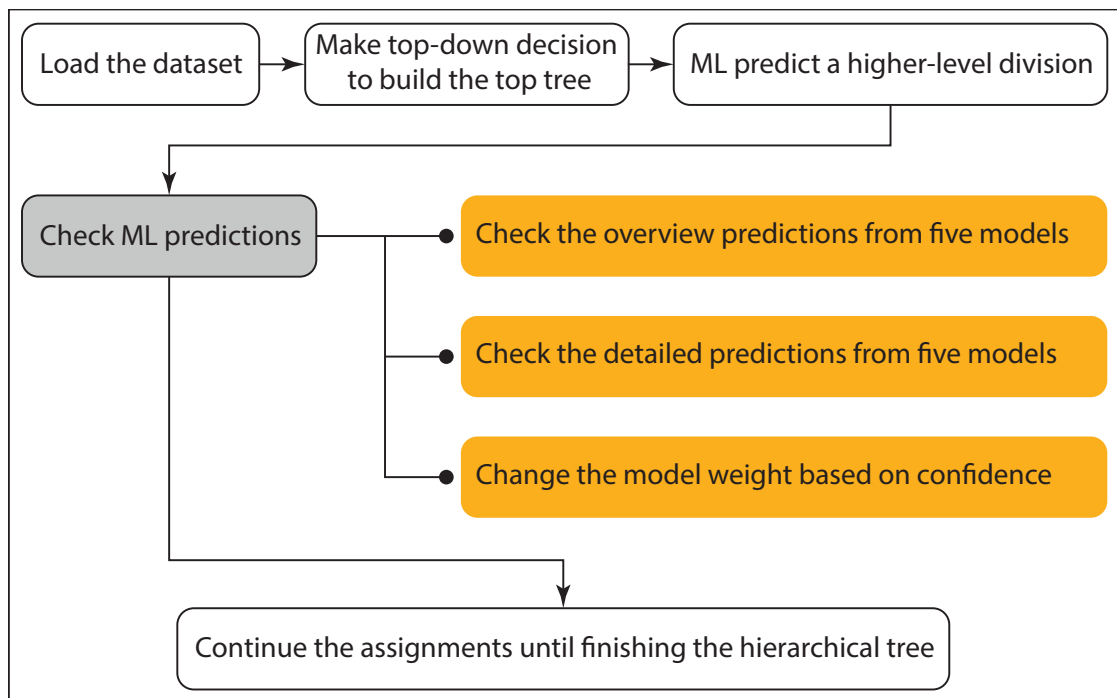 Load the dataset
Make top-down decision
to build the top tree
ML predict a higher-level division
Check ML predictions
Check the overview predictions from five models
Check the detailed predictions from five models
Change the model weight based on confidence
Continue the assignments until finishing the hierarchical tree